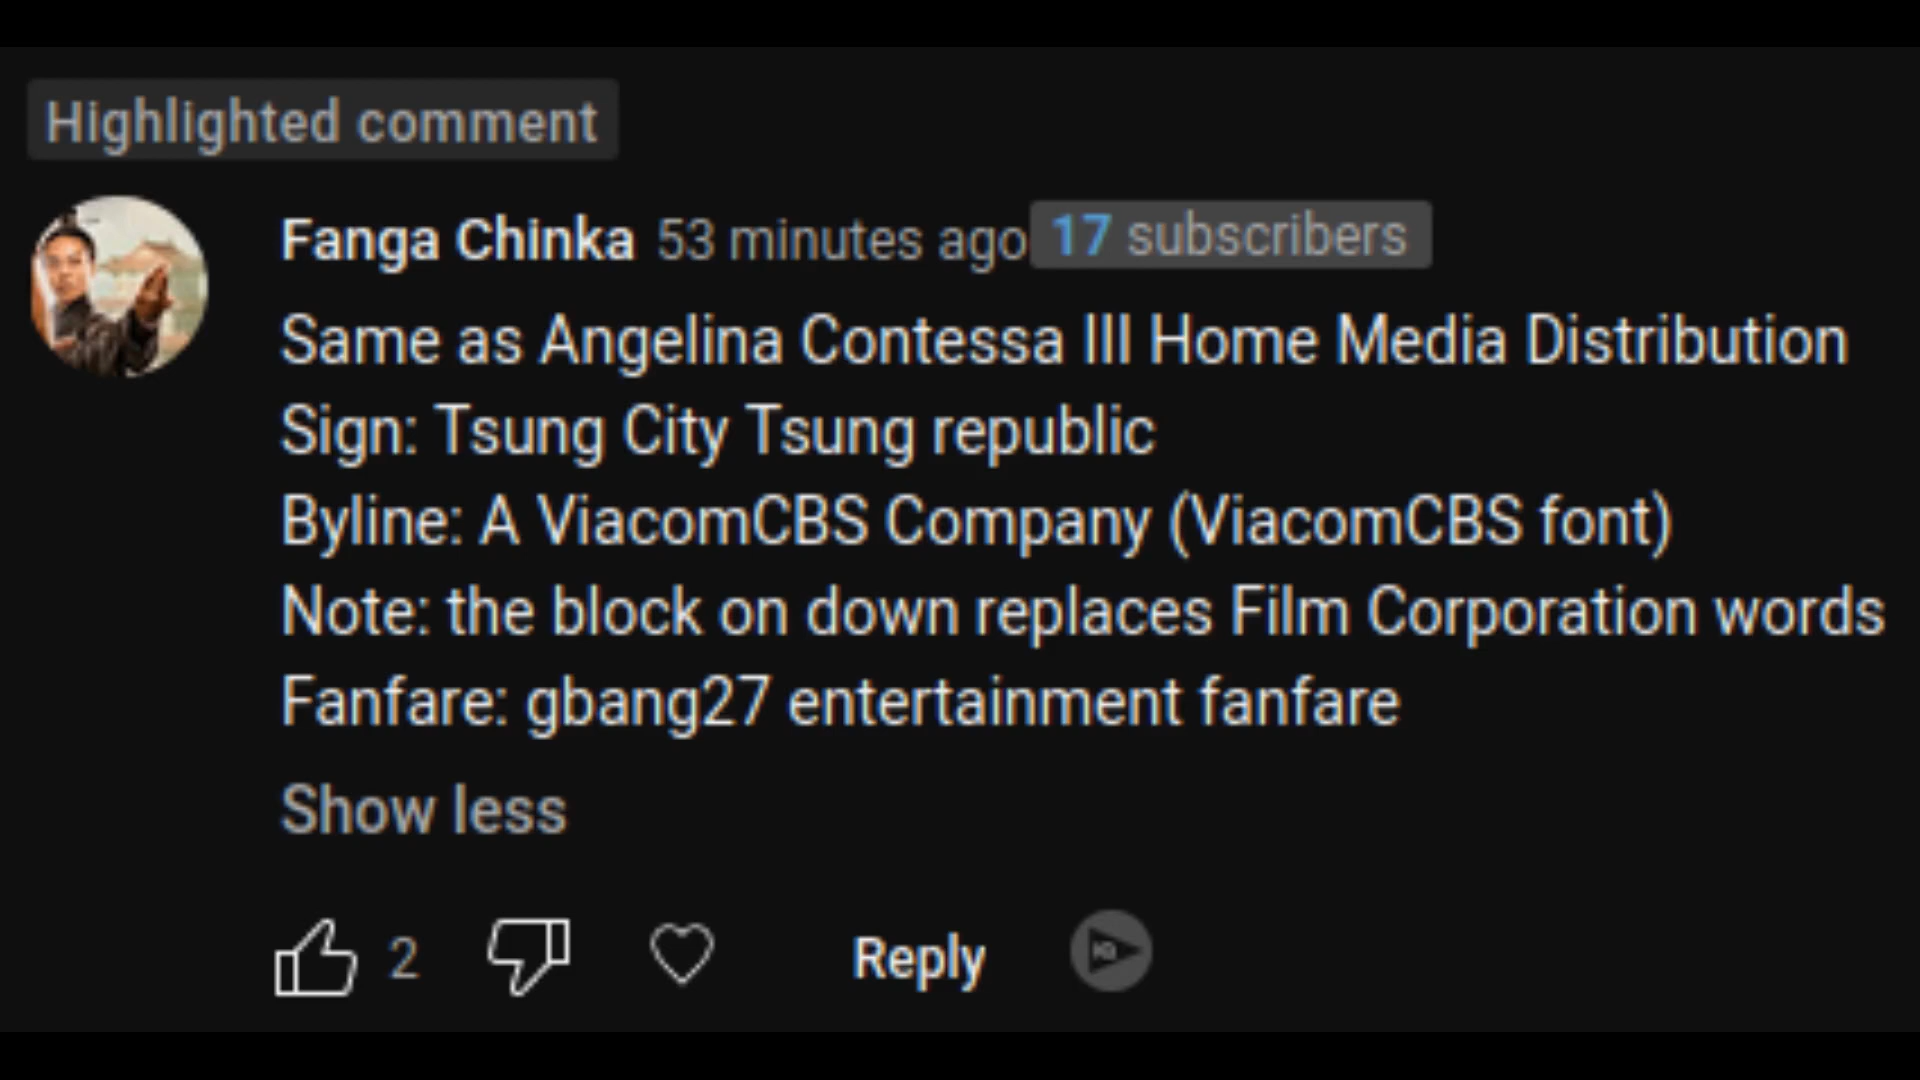 Highlighted comment
Fanga Chinka 53 minutes ago 17 subscribers
Same as Angelina Contessa III Home Media Distribution
Sign: Tsung City Tsung republic
Byline: A ViacomCBS Company (ViacomCBS font)
Note: the block on down replaces Film Corporation words
Fanfare: gbang27 entertainment fanfare
Show less
2 Reply